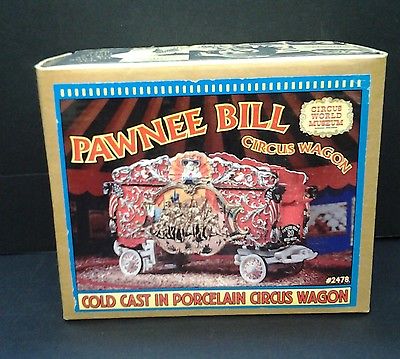 PAWNEE BILL
CIRCUS WAGON
CIRCUS
WORLD
MUSEUM
#2478
COLD CAST IN PORCELAIN CIRCUS WAGON